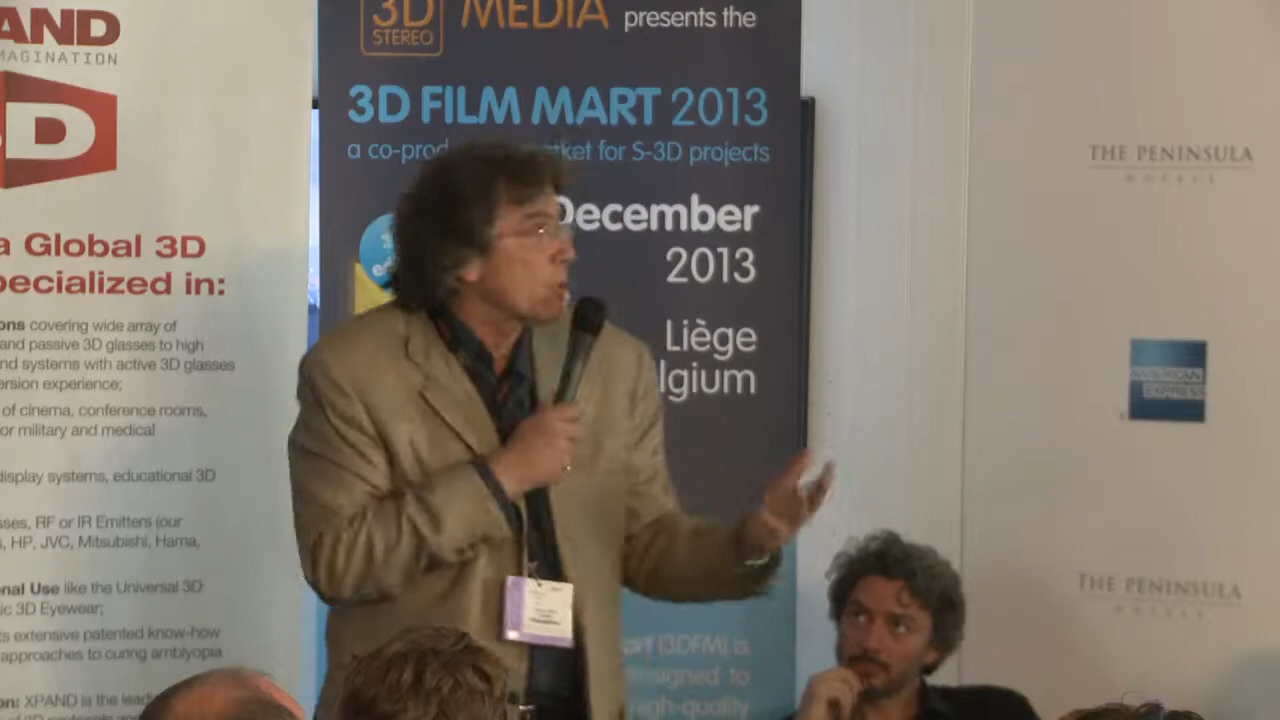 AND
MAGINATION
D
a Global 3D
pecialized in:
ons covering wide array of
and passive 3D glasses to high
nd systems with active 3D glasses
ersion experience;
of cinema, conference rooms,
or military and medical
display systems, educational 3D
sses, RF or IR Emitters (our
s, HP, JVC, Mitsubishi, Hama,
nal Use like the Universal 3D
ic 3D Eyewear;
ts extensive patented know-how
approaches to curing amblyopia
on: XPAND is the lead
3D
STEREO
MEDIA presents the
3D FILM MART 2013
a co-prod ket for S-3D projects
December
2013
Liège
lgium
art (3DFM) is
signed to
high-quality
THE PENINSULA
HOTELS
AMERICAN
EXPRESS
THE PENINSULA
HOTELS